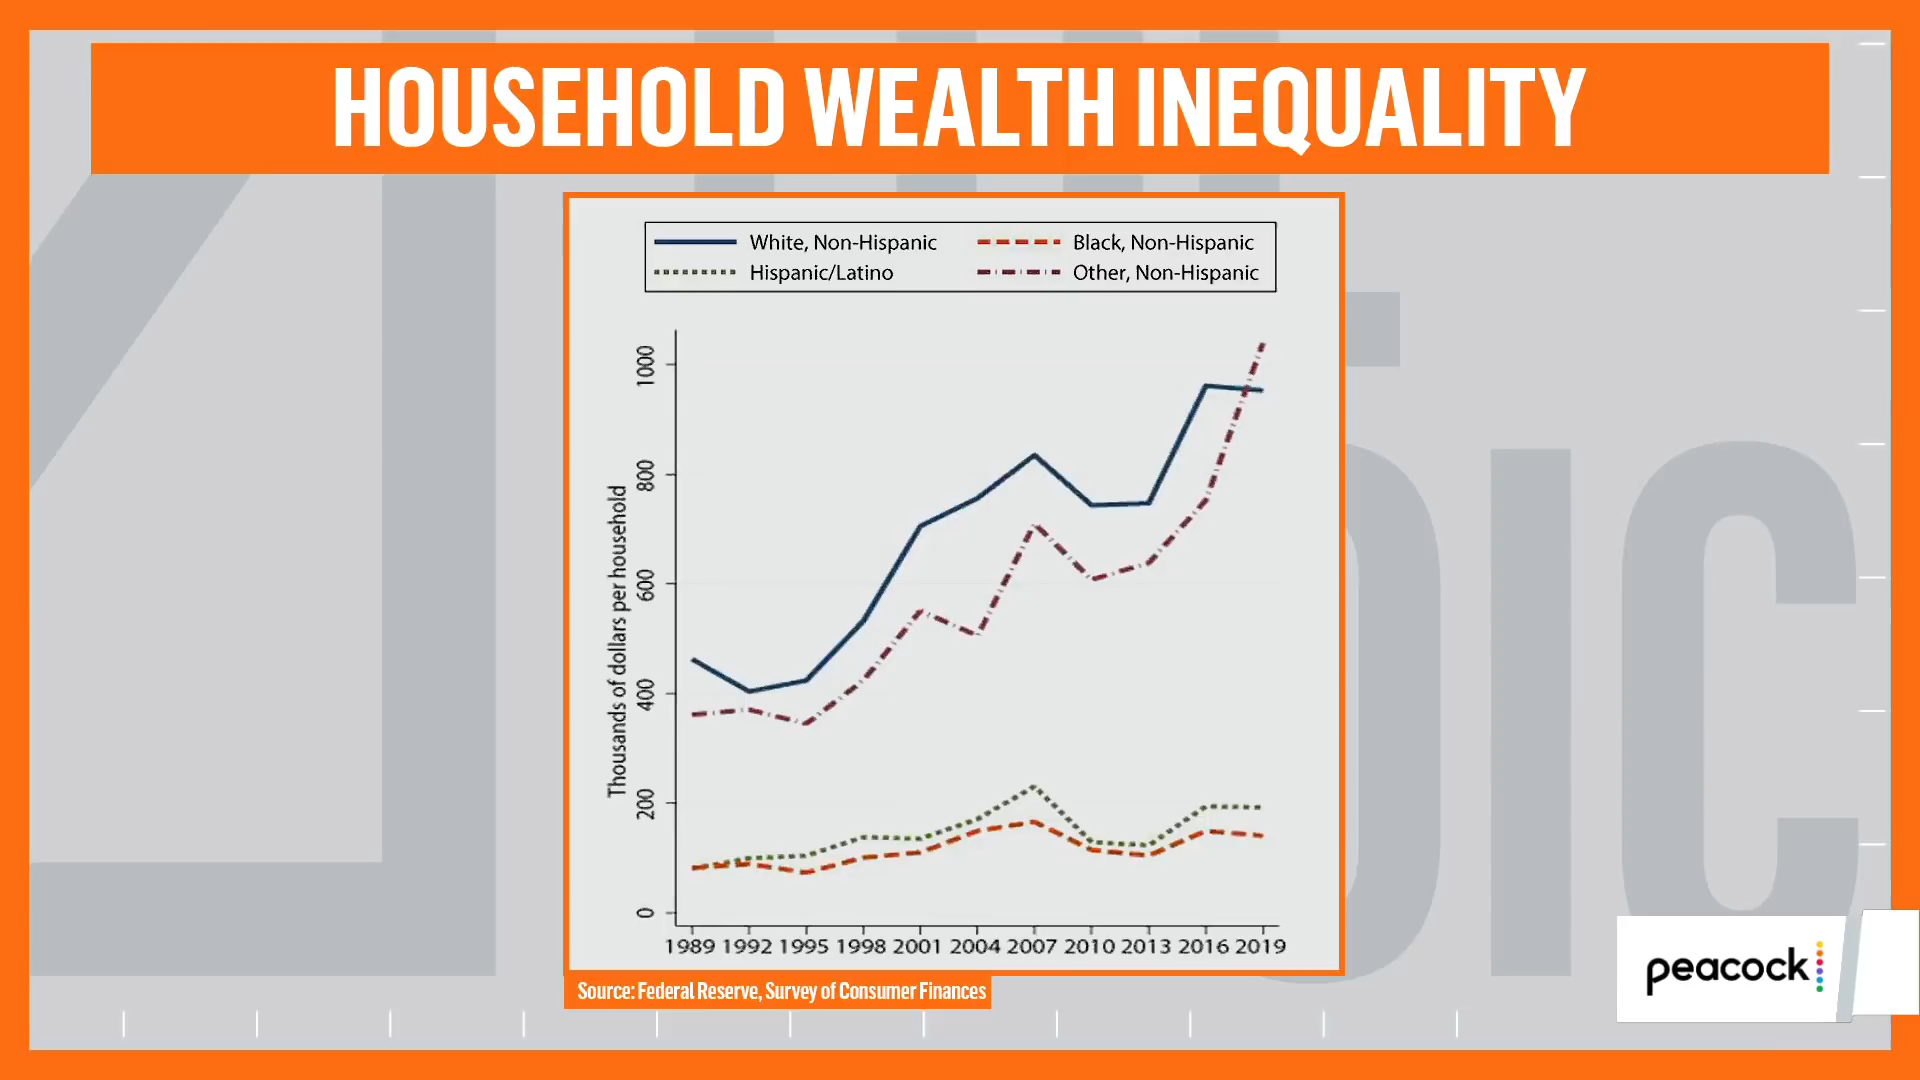 HOUSEHOLD WEALTH INEQUALITY
White, Non-Hispanic
Black, Non-Hispanic
Hispanic/Latino
Other, Non-Hispanic
Thousands of dollars per household
1000
800
600
400
200
0
1989 1992 1995 1998 2001 2004 2007 2010 2013 2016 2019
Source: Federal Reserve, Survey of Consumer Finances
peacock